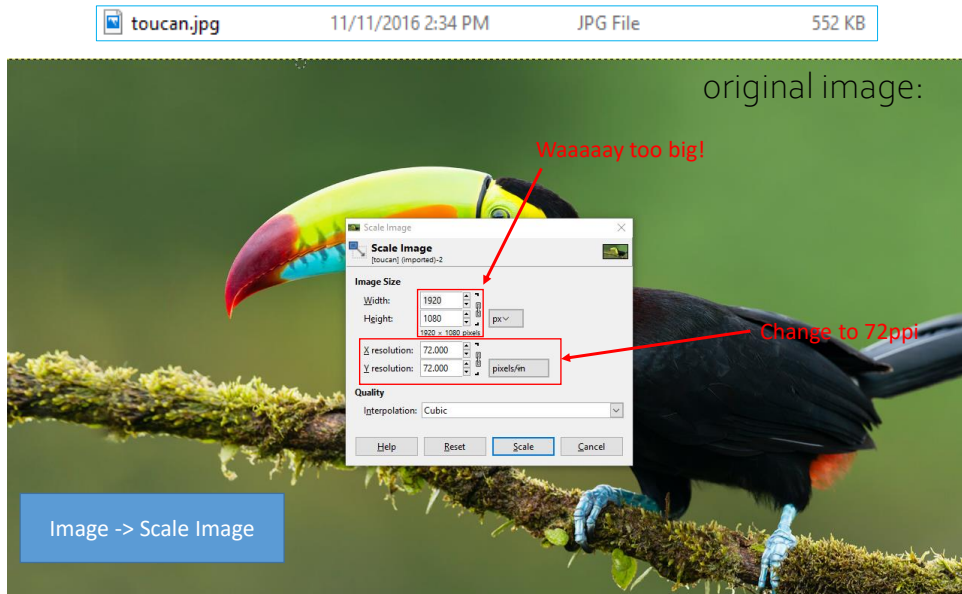 toucan.jpg 11/11/2016 2:34 PM JPG File 552 KB
original image:
Waaaaay too big!
Scale Image
Scale Image
[toucan] (imported)-2
Image Size
Width: 1920
Height: 1080 px
1920 × 1080 pixels
Change to 72ppi
X resolution: 72.000
Y resolution: 72.000 pixels/in
Quality
Interpolation: Cubic
Help Reset Scale Cancel
Image -> Scale Image